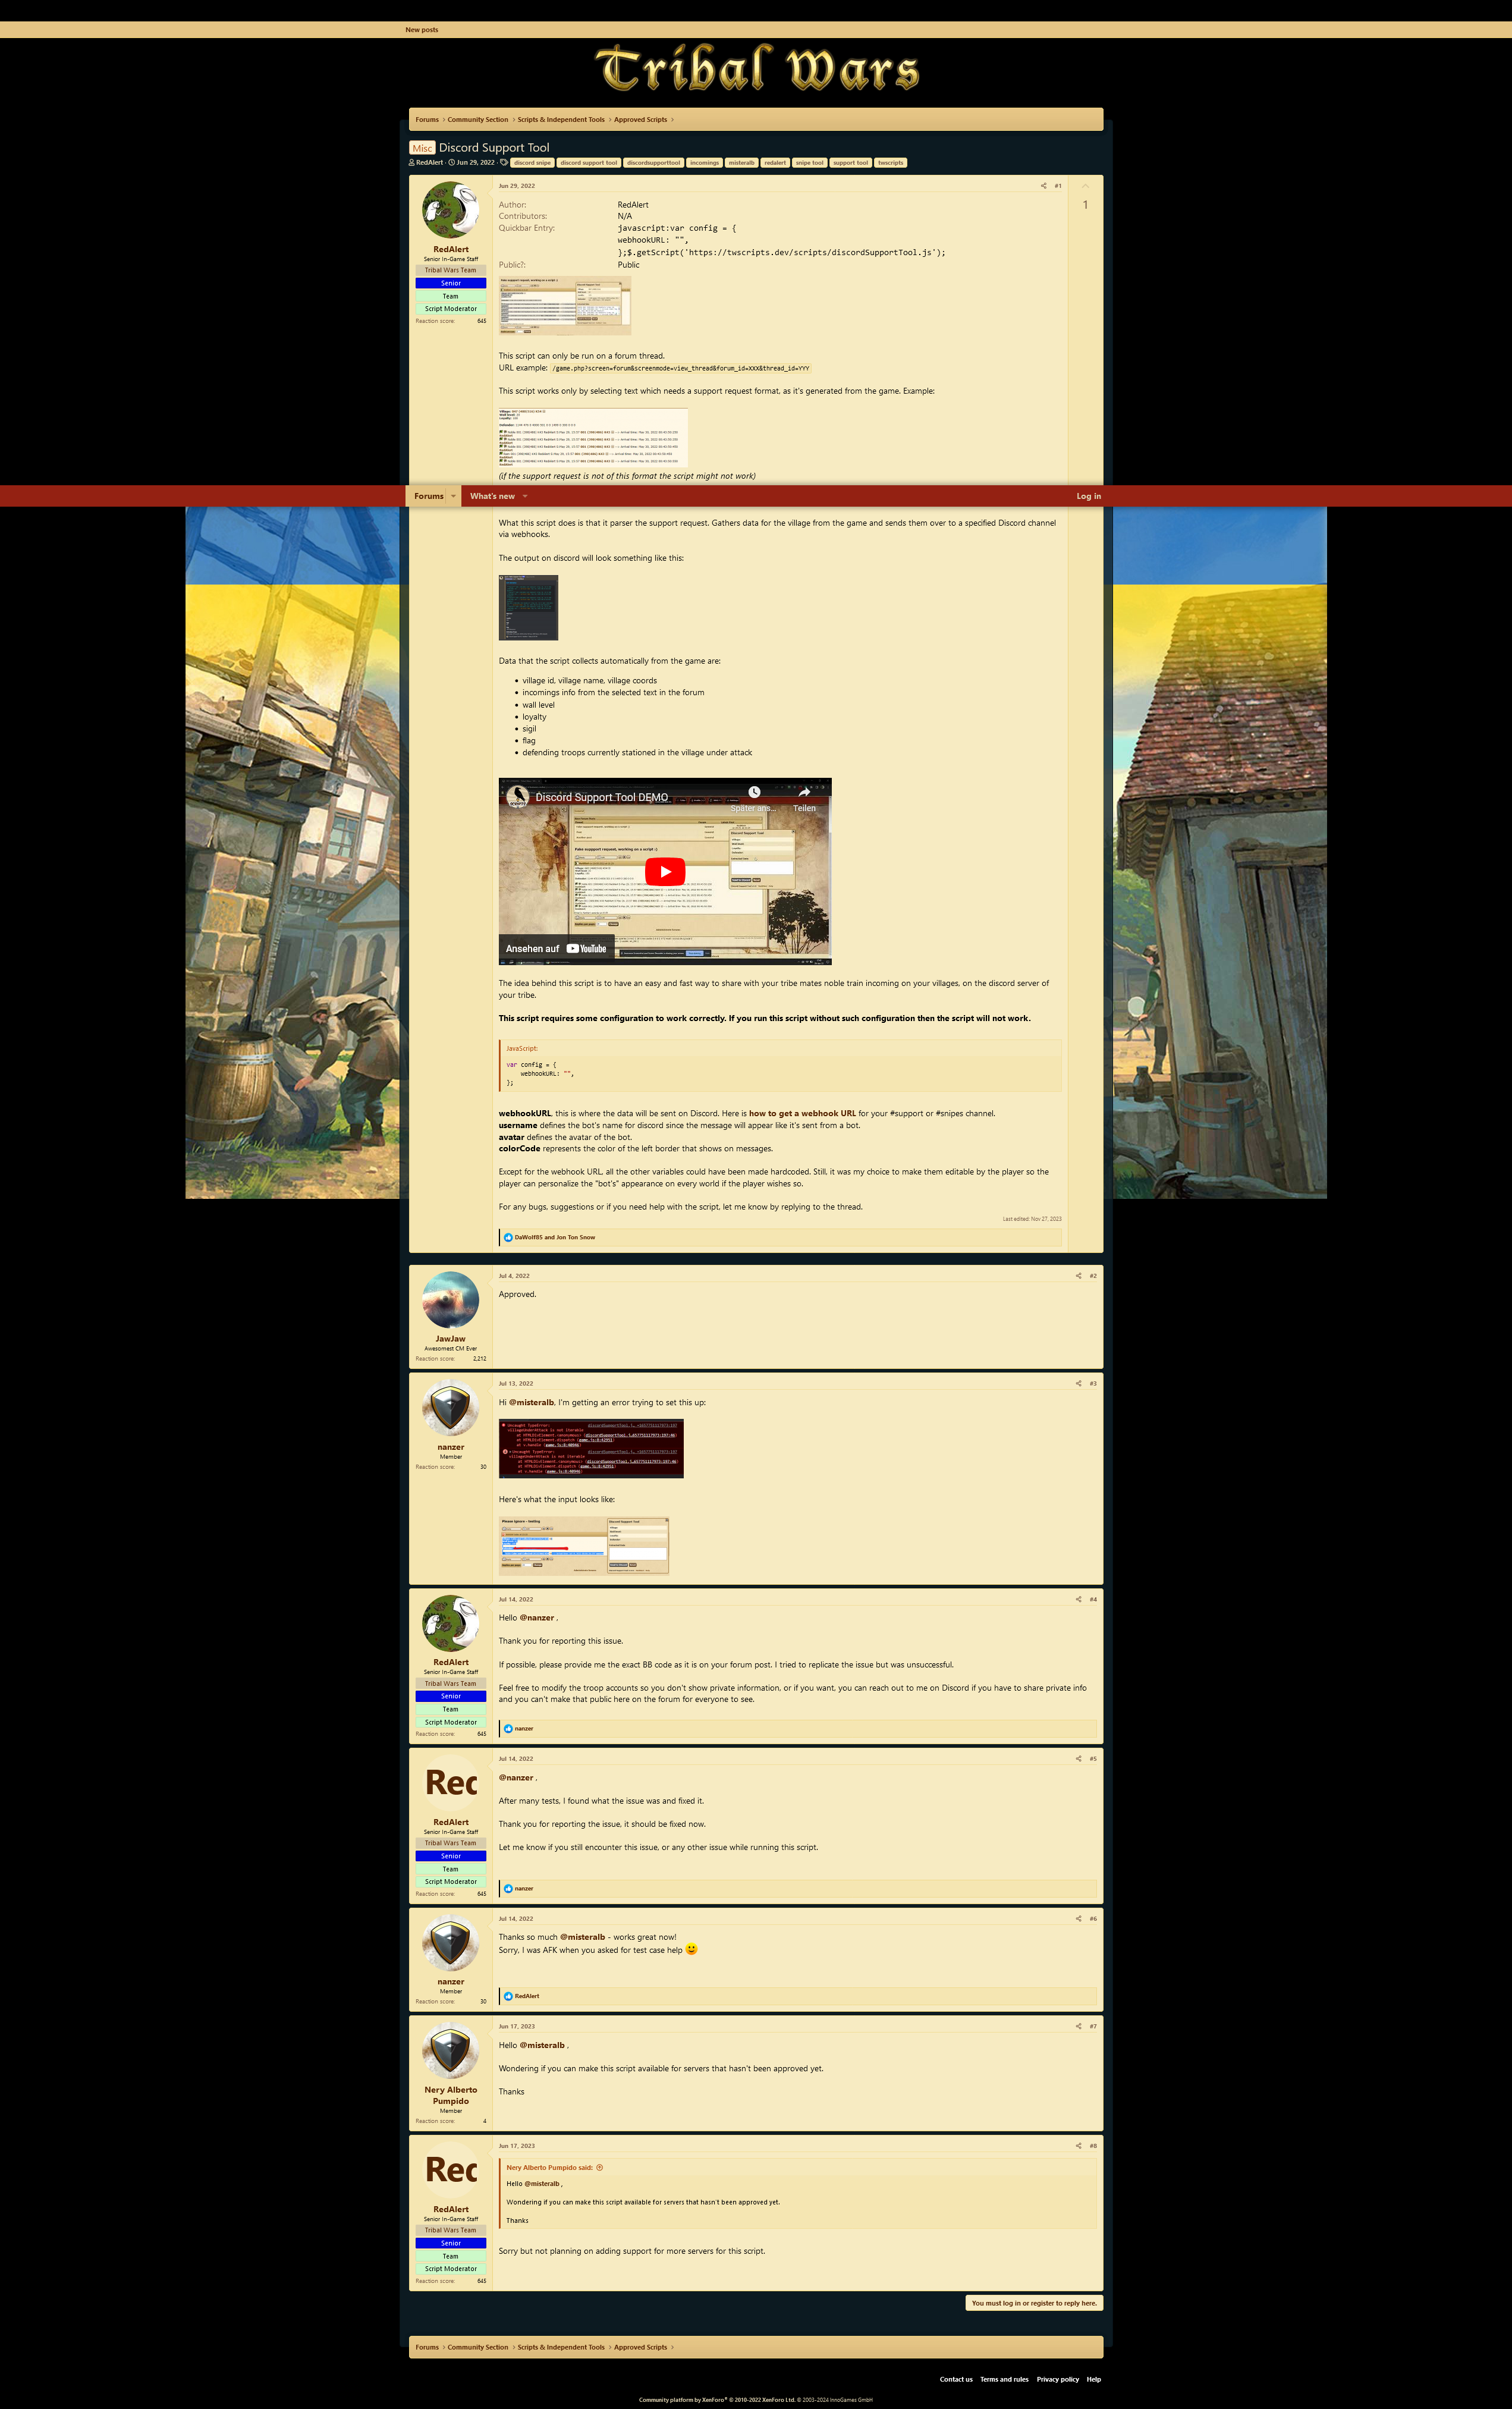 New posts
Tribal Wars
Forums > Community Section > Scripts & Independent Tools > Approved Scripts >
Misc Discord Support Tool
RedAlert · Jun 29, 2022 · discord snipe discord support tool discordsupporttool incomings misteralb redalert snipe tool support tool twscripts
Jun 29, 2022 #1
1
RedAlert
Senior In-Game Staff
Tribal Wars Team
Senior
Team
Script Moderator
Reaction score: 645
Author: RedAlert
Contributors: N/A
Quickbar Entry: javascript:var config = {
webhookURL: "",
};$.getScript('https://twscripts.dev/scripts/discordSupportTool.js');
Public?: Public
This script can only be run on a forum thread.
URL example: /game.php?screen=forum&screenmode=view_thread&forum_id=XXX&thread_id=YYY
This script works only by selecting text which needs a support request format, as it's generated from the game. Example:
(if the support request is not of this format the script might not work)
Forums What's new Log in
What this script does is that it parser the support request. Gathers data for the village from the game and sends them over to a specified Discord channel
via webhooks.
The output on discord will look something like this:
Data that the script collects automatically from the game are:
• village id, village name, village coords
• incomings info from the selected text in the forum
• wall level
• loyalty
• sigil
• flag
• defending troops currently stationed in the village under attack
Discord Support Tool DEMO
Später ans... Teilen
Ansehen auf YouTube
The idea behind this script is to have an easy and fast way to share with your tribe mates noble train incoming on your villages, on the discord server of
your tribe.
This script requires some configuration to work correctly. If you run this script without such configuration then the script will not work.
JavaScript:
var config = {
webhookURL: "",
};
webhookURL, this is where the data will be sent on Discord. Here is how to get a webhook URL for your #support or #snipes channel.
username defines the bot's name for discord since the message will appear like it's sent from a bot.
avatar defines the avatar of the bot.
colorCode represents the color of the left border that shows on messages.
Except for the webhook URL, all the other variables could have been made hardcoded. Still, it was my choice to make them editable by the player so the
player can personalize the "bot's" appearance on every world if the player wishes so.
For any bugs, suggestions or if you need help with the script, let me know by replying to the thread.
Last edited: Nov 27, 2023
DaWolf85 and Jon Ton Snow
Jul 4, 2022 #2
JawJaw
Awesomest CM Ever
Reaction score: 2,212
Approved.
Jul 13, 2022 #3
nanzer
Member
Reaction score: 30
Hi @misteralb, I'm getting an error trying to set this up:
Here's what the input looks like:
Jul 14, 2022 #4
RedAlert
Senior In-Game Staff
Tribal Wars Team
Senior
Team
Script Moderator
Reaction score: 645
Hello @nanzer ,
Thank you for reporting this issue.
If possible, please provide me the exact BB code as it is on your forum post. I tried to replicate the issue but was unsuccessful.
Feel free to modify the troop accounts so you don't show private information, or if you want, you can reach out to me on Discord if you have to share private info
and you can't make that public here on the forum for everyone to see.
nanzer
Jul 14, 2022 #5
Rec
RedAlert
Senior In-Game Staff
Tribal Wars Team
Senior
Team
Script Moderator
Reaction score: 645
@nanzer ,
After many tests, I found what the issue was and fixed it.
Thank you for reporting the issue, it should be fixed now.
Let me know if you still encounter this issue, or any other issue while running this script.
nanzer
Jul 14, 2022 #6
nanzer
Member
Reaction score: 30
Thanks so much @misteralb - works great now!
Sorry, I was AFK when you asked for test case help
RedAlert
Jun 17, 2023 #7
Nery Alberto
Pumpido
Member
Reaction score: 4
Hello @misteralb ,
Wondering if you can make this script available for servers that hasn't been approved yet.
Thanks
Jun 17, 2023 #8
Rec
RedAlert
Senior In-Game Staff
Tribal Wars Team
Senior
Team
Script Moderator
Reaction score: 645
Nery Alberto Pumpido said:
Hello @misteralb ,
Wondering if you can make this script available for servers that hasn't been approved yet.
Thanks
Sorry but not planning on adding support for more servers for this script.
You must log in or register to reply here.
Forums > Community Section > Scripts & Independent Tools > Approved Scripts >
Contact us Terms and rules Privacy policy Help
Community platform by XenForo® © 2010-2022 XenForo Ltd. © 2003-2024 InnoGames GmbH